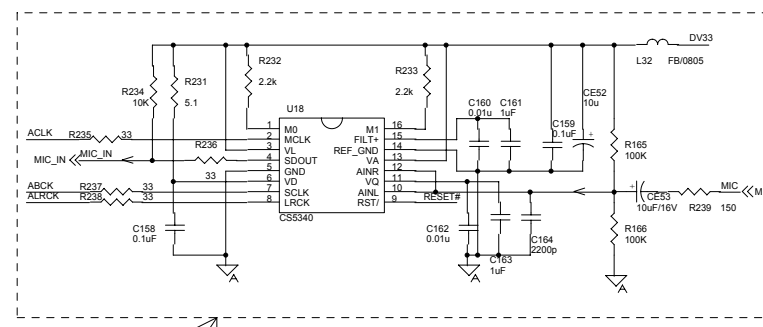 DV33
L32 FB/0805
R232
2.2k
R233
2.2k
R234
10K
R231
5.1
CE52
10u
C160
0.01u
C161
1uF
C159
0.1uF
U18
1 M0 M1 16
2 MCLK FILT+ 15
3 VL REF_GND 14
4 SDOUT VA 13
5 GND AINR 12
6 VD VQ 11
7 SCLK AINL 10
8 LRCK RST/ 9
CS5340
RESET#
ACLK R235 33
MIC_IN MIC_IN
R236
33
ABCK R237 33
ALRCK R238 33
R165
100K
MIC M
CE53
10uF/16V
R239 150
R166
100K
C158
0.1uF
C162
0.01u
C164
2200p
C163
1uF
A
A
A
+
+